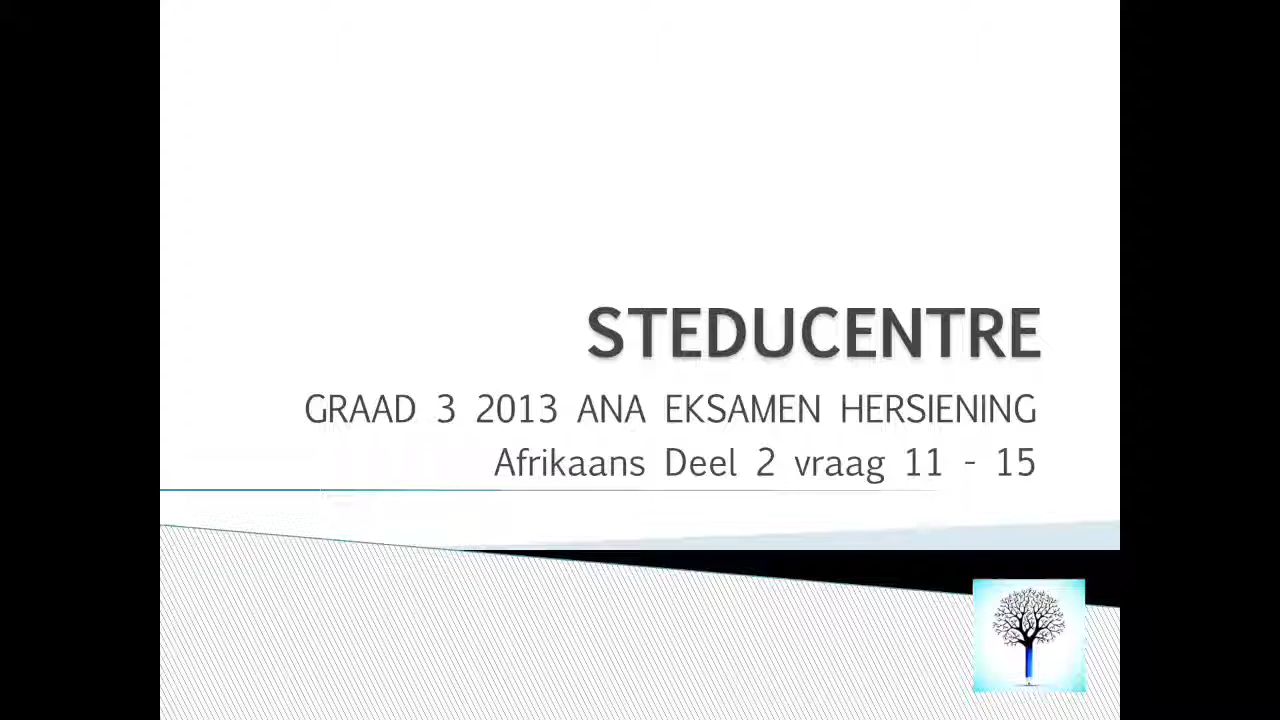 STEDUCENTRE
GRAAD 3 2013 ANA EKSAMEN HERSIENING
Afrikaans Deel 2 vraag 11 - 15